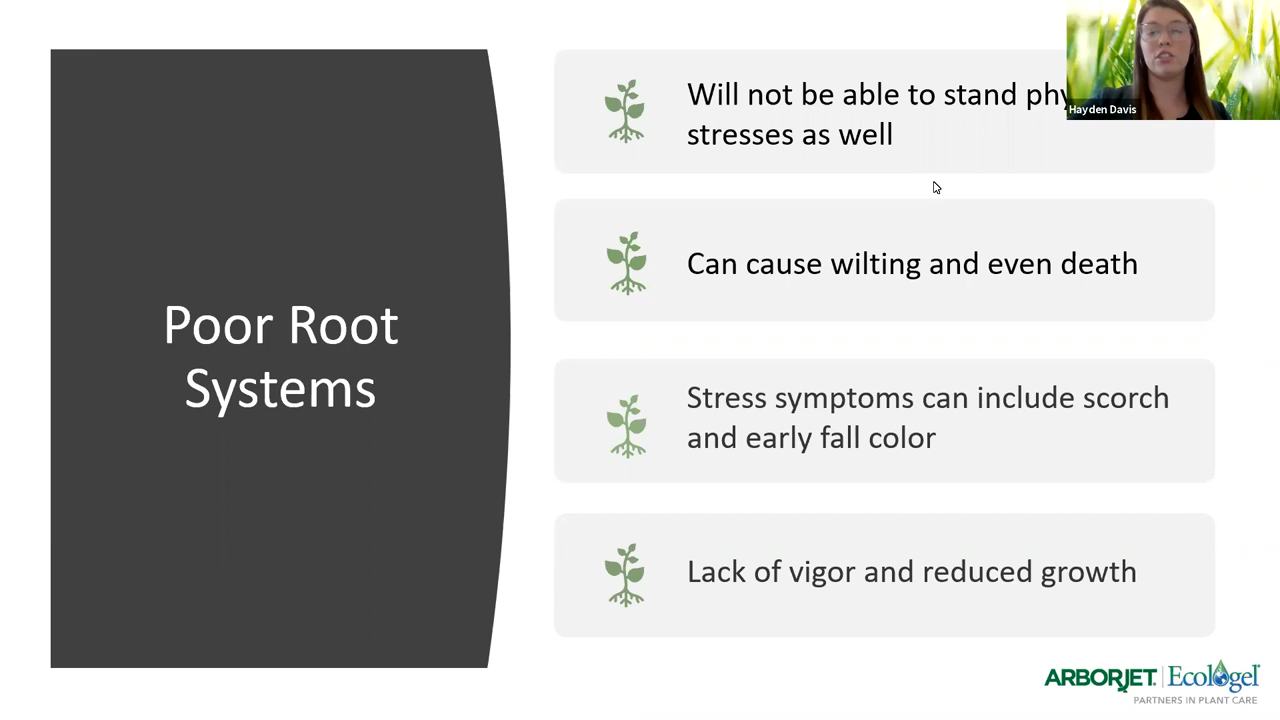 Poor Root
Systems
Will not be able to stand
stresses as well
Can cause wilting and even death
Stress symptoms can include scorch
and early fall color
Lack of vigor and reduced growth
Hayden Davis
ARBORJET | Ecologel
PARTNERS IN PLANT CARE